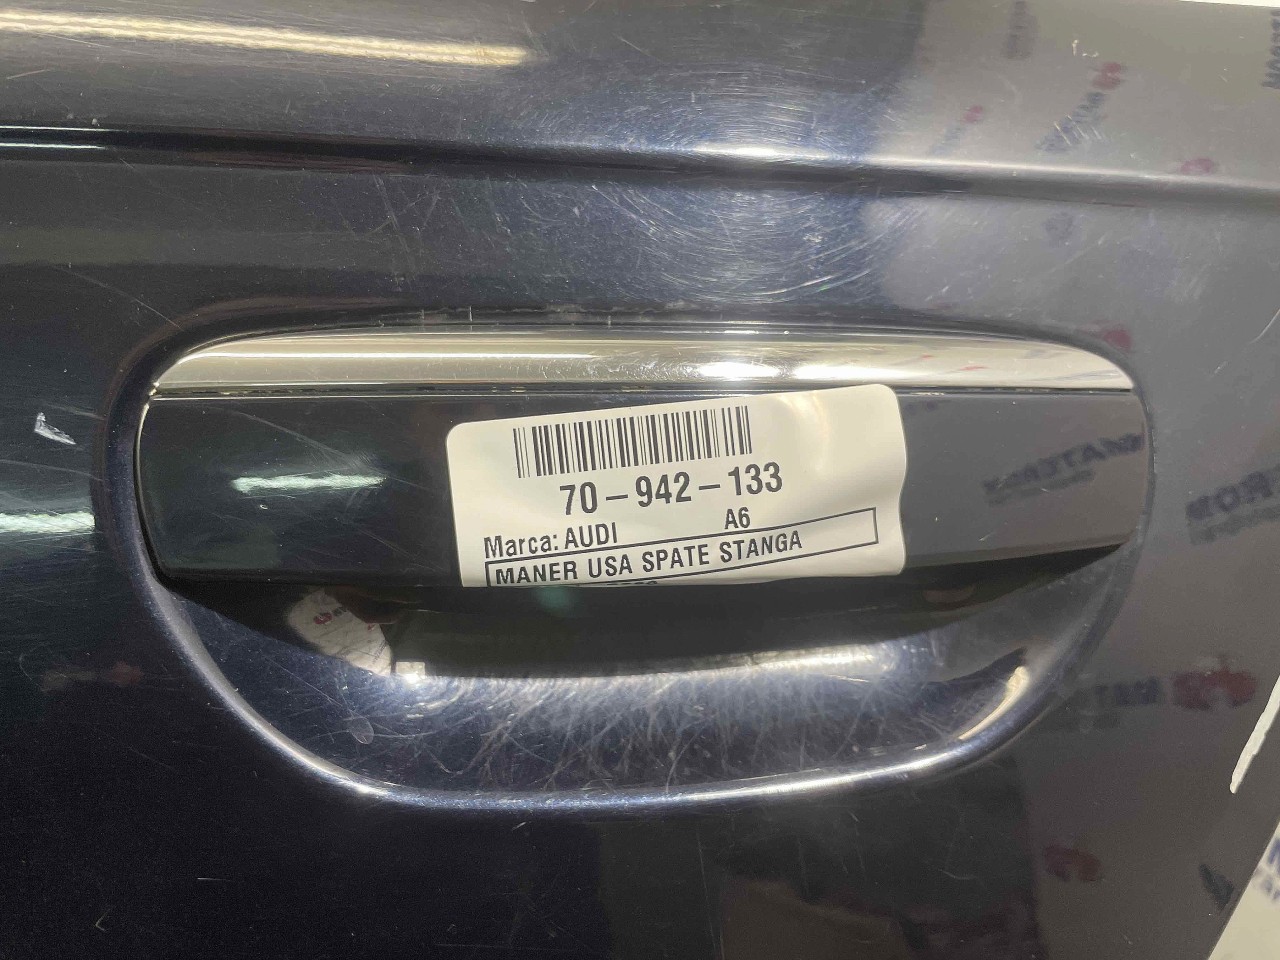 70-942-133
Marca: AUDI A6
MANER USA SPATE STANGA